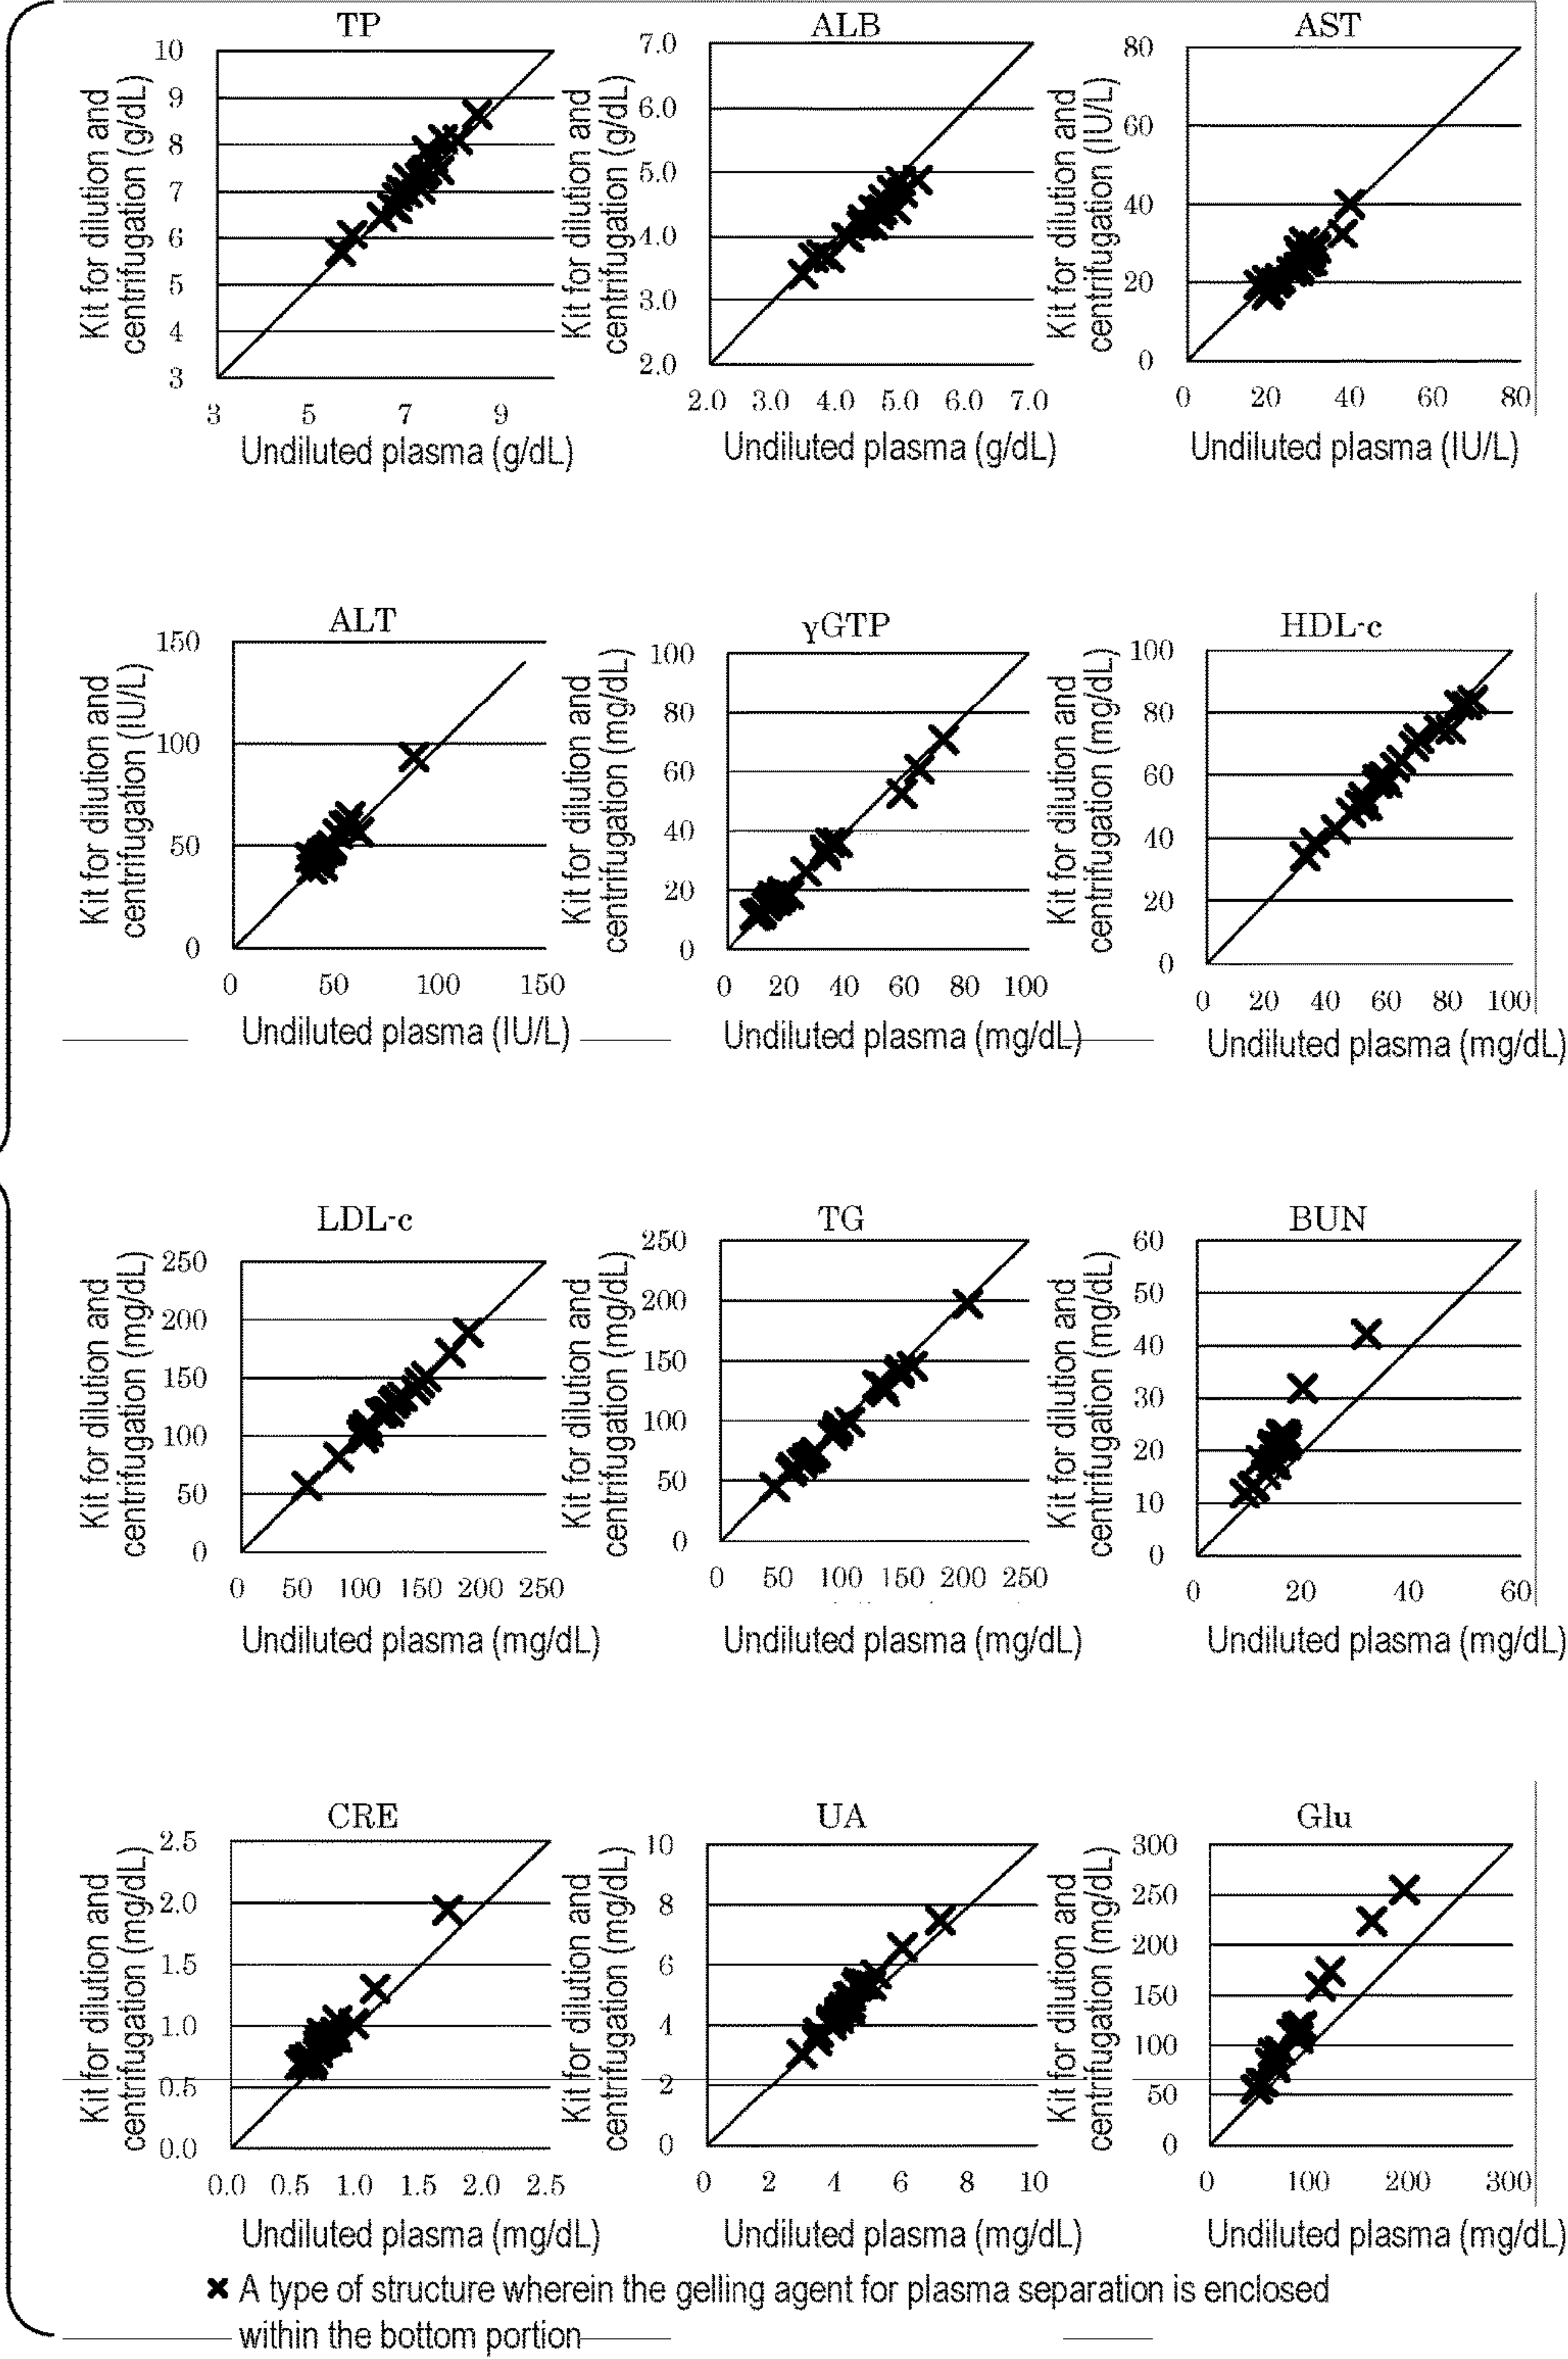 TP
Kit for dilution and
centrifugation (g/dL)
10
9
8
7
6
5
4
3
3 5 7 9
Undiluted plasma (g/dL)
ALB
Kit for dilution and
centrifugation (g/dL)
7.0
6.0
5.0
4.0
3.0
2.0
2.0 3.0 4.0 5.0 6.0 7.0
Undiluted plasma (g/dL)
AST
Kit for dilution and
centrifugation (IU/L)
80
60
40
20
0
0 20 40 60 80
Undiluted plasma (IU/L)
ALT
Kit for dilution and
centrifugation (IU/L)
150
100
50
0
0 50 100 150
Undiluted plasma (IU/L)
γGTP
Kit for dilution and
centrifugation (mg/dL)
100
80
60
40
20
0
0 20 40 60 80 100
Undiluted plasma (mg/dL)
HDL-c
Kit for dilution and
centrifugation (mg/dL)
100
80
60
40
20
0
0 20 40 60 80 100
Undiluted plasma (mg/dL)
LDL-c
Kit for dilution and
centrifugation (mg/dL)
250
200
150
100
50
0
0 50 100 150 200 250
Undiluted plasma (mg/dL)
TG
Kit for dilution and
centrifugation (mg/dL)
250
200
150
100
50
0
0 50 100 150 200 250
Undiluted plasma (mg/dL)
BUN
Kit for dilution and
centrifugation (mg/dL)
60
50
40
30
20
10
0
0 20 40 60
Undiluted plasma (mg/dL)
CRE
Kit for dilution and
centrifugation (mg/dL)
2.5
2.0
1.5
1.0
0.5
0.0
0.0 0.5 1.0 1.5 2.0 2.5
Undiluted plasma (mg/dL)
UA
Kit for dilution and
centrifugation (mg/dL)
10
8
6
4
2
0
0 2 4 6 8 10
Undiluted plasma (mg/dL)
Glu
Kit for dilution and
centrifugation (mg/dL)
300
250
200
150
100
50
0
0 100 200 300
Undiluted plasma (mg/dL)
× A type of structure wherein the gelling agent for plasma separation is enclosed
within the bottom portion